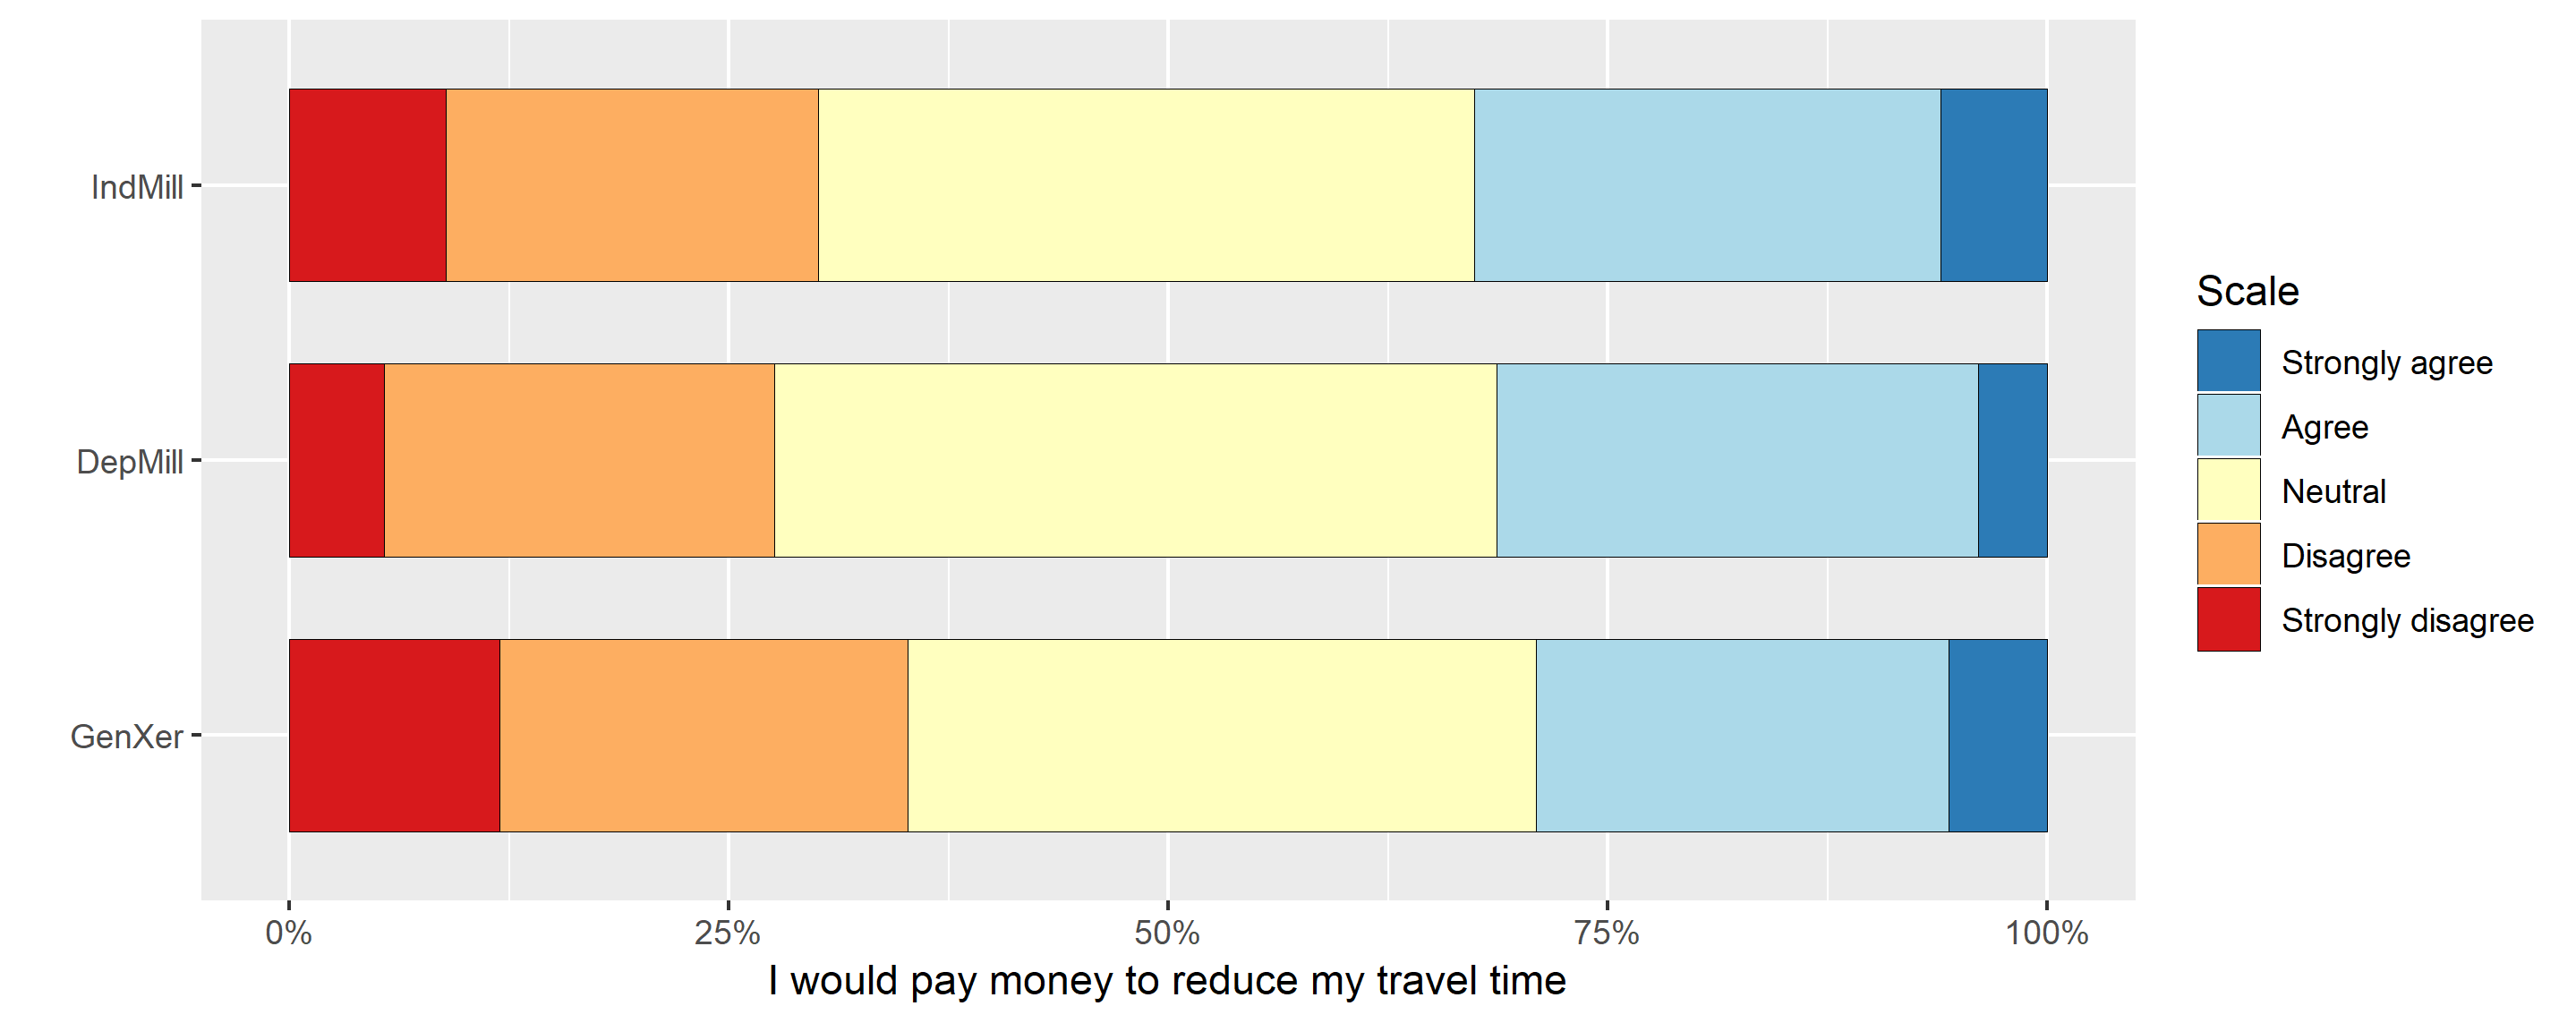 IndMill
DepMill
GenXer
0% 25% 50% 75% 100%
I would pay money to reduce my travel time
Scale
Strongly agree
Agree
Neutral
Disagree
Strongly disagree